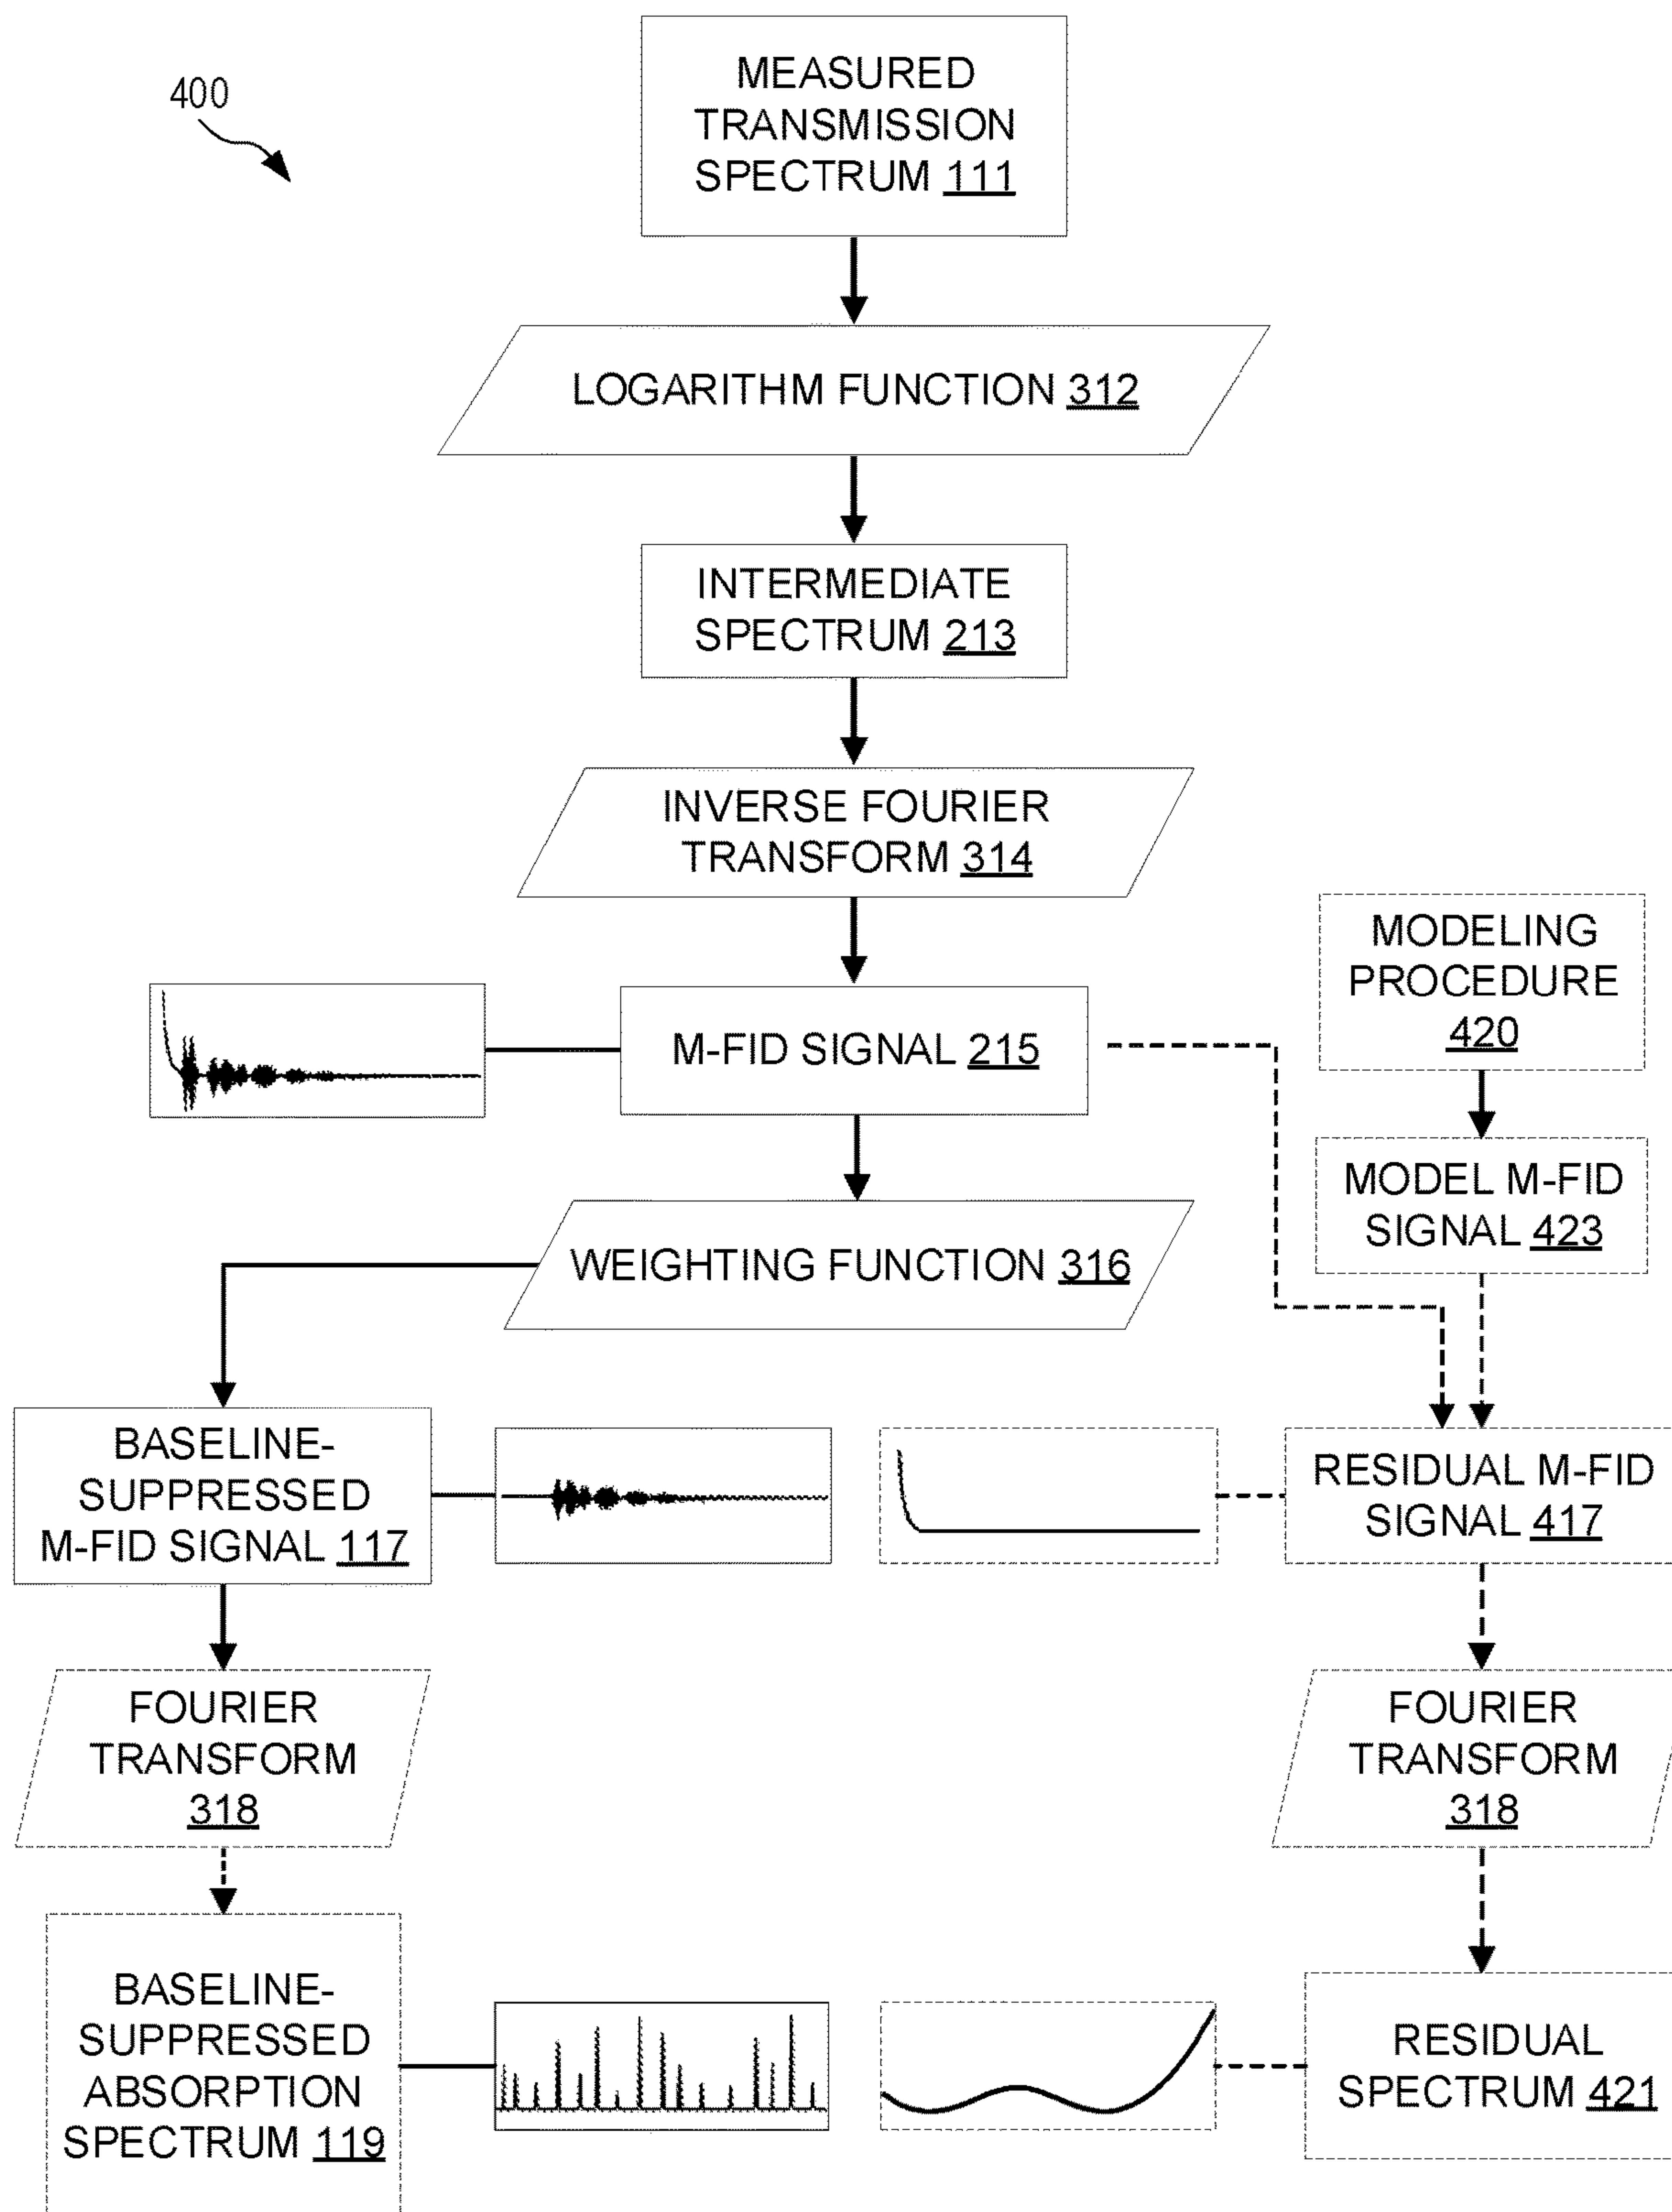 400
MEASURED
TRANSMISSION
SPECTRUM 111
LOGARITHM FUNCTION 312
INTERMEDIATE
SPECTRUM 213
INVERSE FOURIER
TRANSFORM 314
MODELING
PROCEDURE
420
M-FID SIGNAL 215
MODEL M-FID
SIGNAL 423
WEIGHTING FUNCTION 316
BASELINE-
SUPPRESSED
M-FID SIGNAL 117
RESIDUAL M-FID
SIGNAL 417
FOURIER
TRANSFORM
318
FOURIER
TRANSFORM
318
BASELINE-
SUPPRESSED
ABSORPTION
SPECTRUM 119
RESIDUAL
SPECTRUM 421